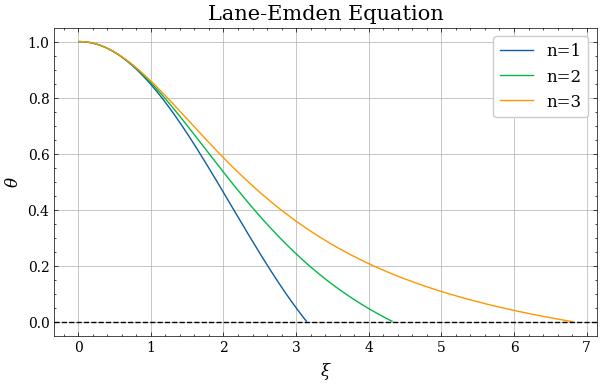 Lane-Emden Equation
n=1
n=2
n=3
θ
1.0
0.8
0.6
0.4
0.2
0.0
0 1 2 3 4 5 6 7
ξ